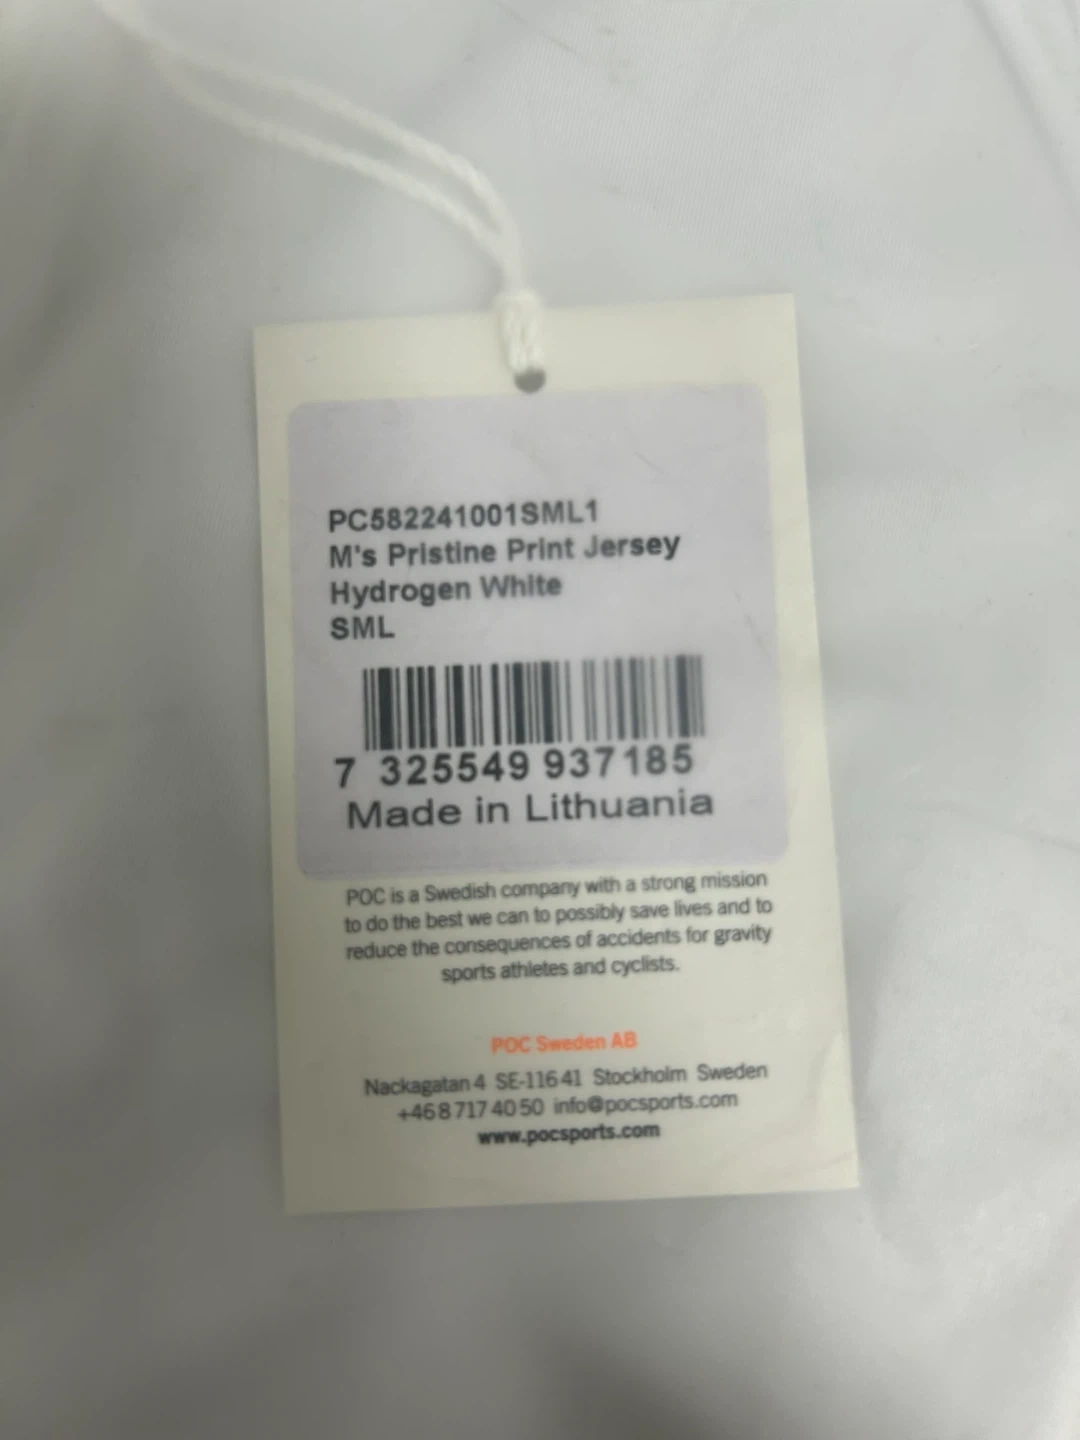 PC582241001SML1
M's Pristine Print Jersey
Hydrogen White
SML
7 325549 937185
Made in Lithuania
POC is a Swedish company with a strong mission
to do the best we can to possibly save lives and to
reduce the consequences of accidents for gravity
sports athletes and cyclists.
POC Sweden AB
Nackagatan 4 SE-116 41 Stockholm Sweden
+46 8 717 40 50 info@pocsports.com
www.pocsports.com